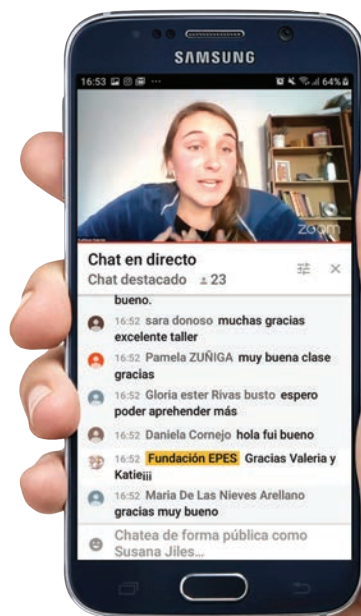 SAMSUNG
16:53 ... 64%
zoom
Chat en directo
Chat destacado 23
bueno.
16:52 sara donoso muchas gracias
excelente taller
16:52 Pamela ZUÑIGA muy buena clase
gracias
16:52 Gloria ester Rivas busto espero
poder aprehender más
16:52 Daniela Cornejo hola fui bueno
16:52 Fundación EPES Gracias Valeria y
Katie¡¡¡
16:52 Maria De Las Nieves Arellano
gracias muy bueno
Chatea de forma pública como
Susana Jiles...